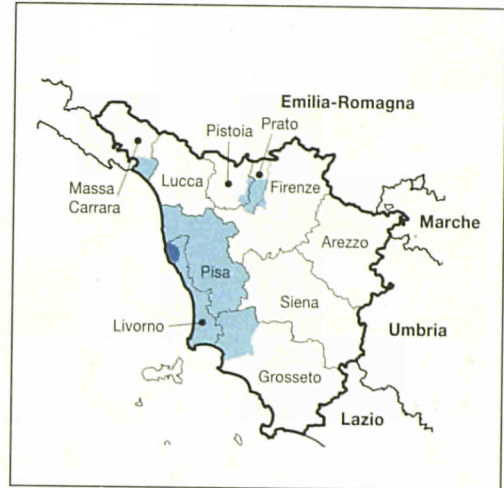 Emilia-Romagna
Pistoia
Prato
Massa
Carrara
Lucca
Firenze
Marche
Arezzo
Pisa
Siena
Livorno
Umbria
Grosseto
Lazio